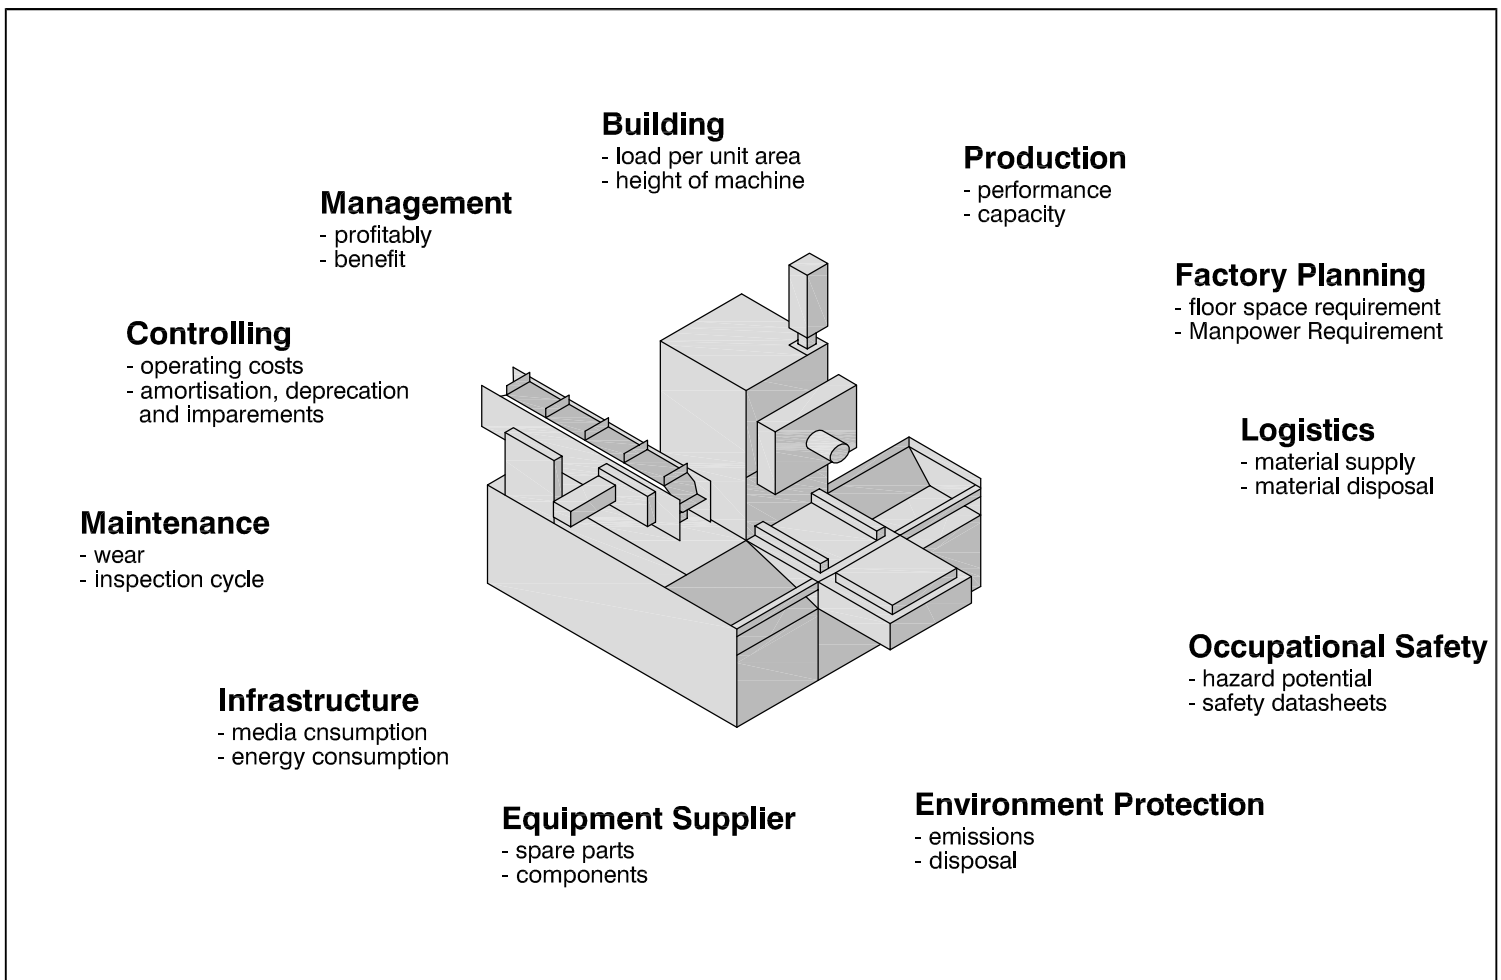 Building
- load per unit area
- height of machine
Production
- performance
- capacity
Management
- profitably
- benefit
Factory Planning
- floor space requirement
- Manpower Requirement
Controlling
- operating costs
- amortisation, deprecation
and imparements
Logistics
- material supply
- material disposal
Maintenance
- wear
- inspection cycle
Occupational Safety
- hazard potential
- safety datasheets
Infrastructure
- media cnsumption
- energy consumption
Equipment Supplier
- spare parts
- components
Environment Protection
- emissions
- disposal